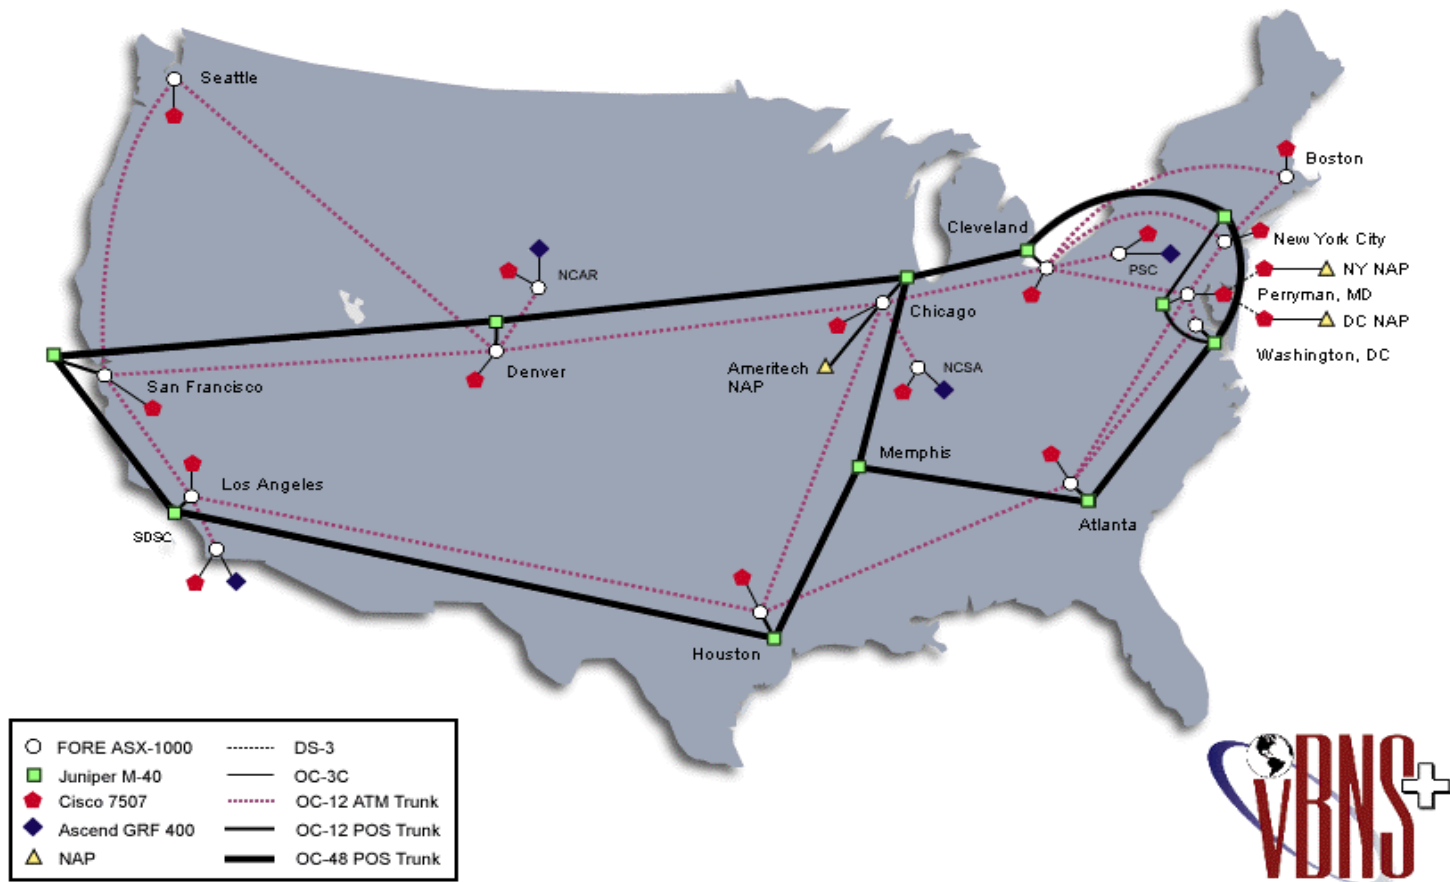 Seattle
Boston
Cleveland
New York City
NCAR
PSC
NY NAP
Perryman, MD
Chicago
DC NAP
Washington, DC
San Francisco
Denver
Ameritech
NAP
NCSA
Memphis
Los Angeles
SDSC
Atlanta
Houston
FORE ASX-1000
DS-3
Juniper M-40
OC-3C
Cisco 7507
OC-12 ATM Trunk
Ascend GRF 400
OC-12 POS Trunk
NAP
OC-48 POS Trunk
vBNS+